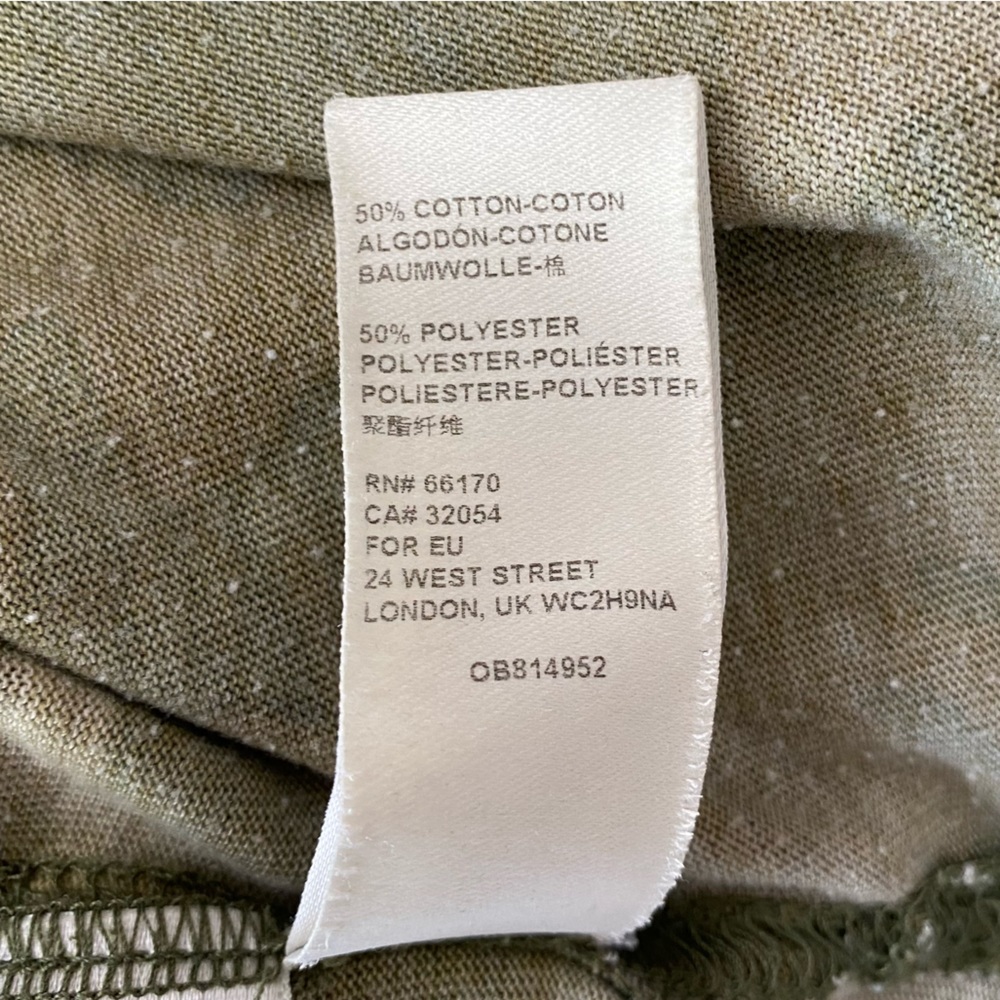 50% COTTON-COTON
ALGODÓN-COTONE
BAUMWOLLE-棉
50% POLYESTER
POLYESTER-POLIÉSTER
POLIESTERE-POLYESTER
聚酯纤维
RN# 66170
CA# 32054
FOR EU
24 WEST STREET
LONDON, UK WC2H9NA
OB814952